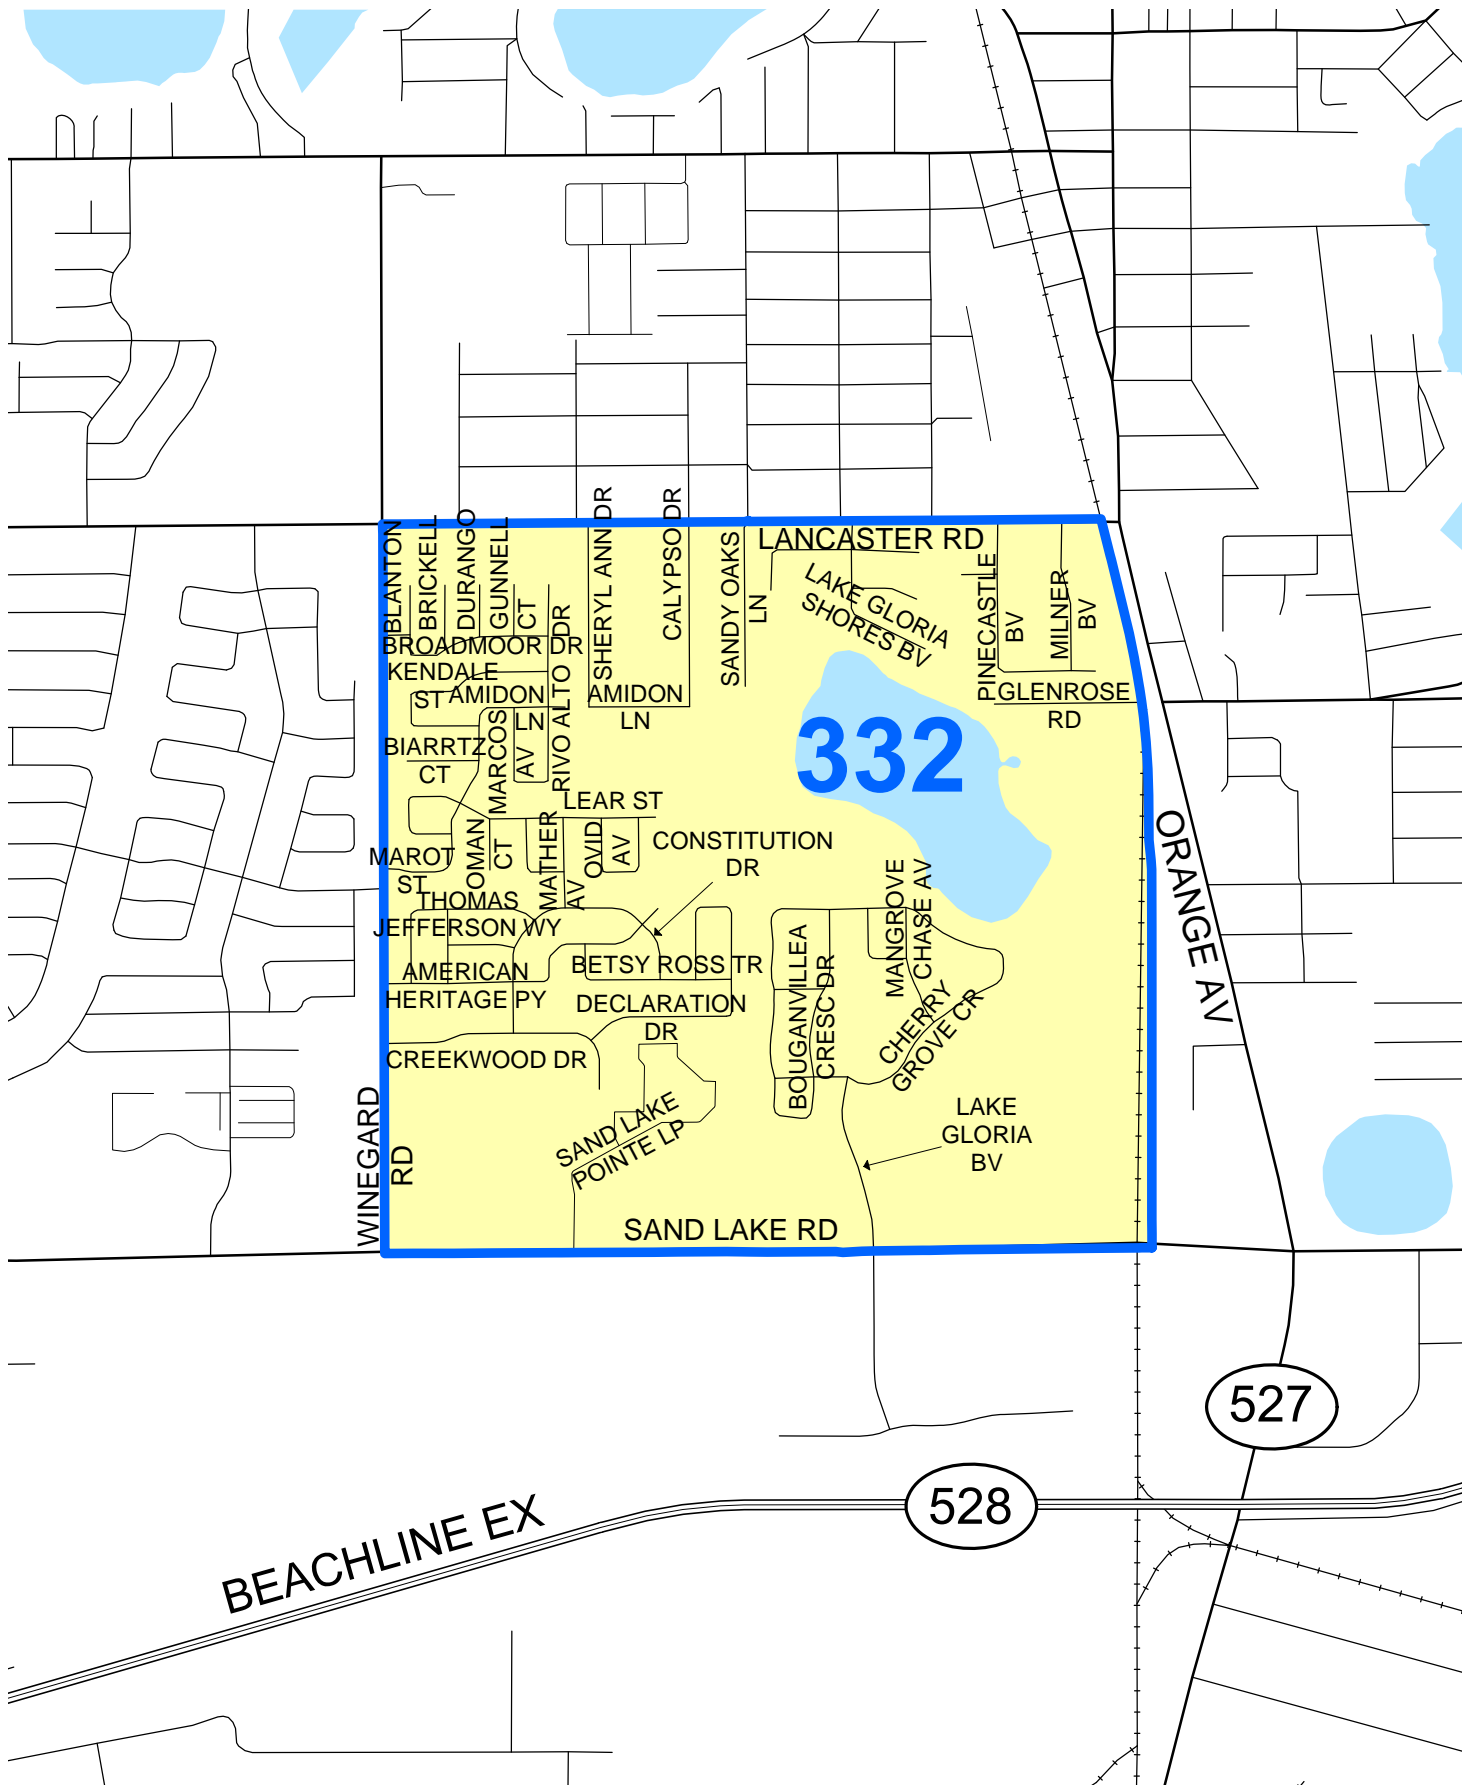 BLANTON
BRICKELL
DURANGO
GUNNELL
CT
SHERYL ANN DR
CALYPSO DR
SANDY OAKS
LN
LANCASTER RD
LAKE GLORIA
SHORES BV
PINECASTLE
BV
MILNER
BV
BROADMOOR DR
KENDALE
ST
AMIDON
LN
RIVO ALTO DR
AMIDON
LN
GLENROSE
RD
332
BIARRTZ
CT
MARCOS
AV
LEAR ST
MAROT
ST
OMAN
CT
MATHER
AV
OVID
AV
CONSTITUTION
DR
ORANGE AV
THOMAS
JEFFERSON WY
MANGROVE
CHASE AV
AMERICAN
HERITAGE PY
BETSY ROSS TR
DECLARATION
DR
BOUGANVILLEA
CRESC DR
CHERRY
GROVE CR
CREEKWOOD DR
SAND LAKE
POINTE LP
LAKE
GLORIA
BV
WINEGARD
RD
SAND LAKE RD
527
528
BEACHLINE EX